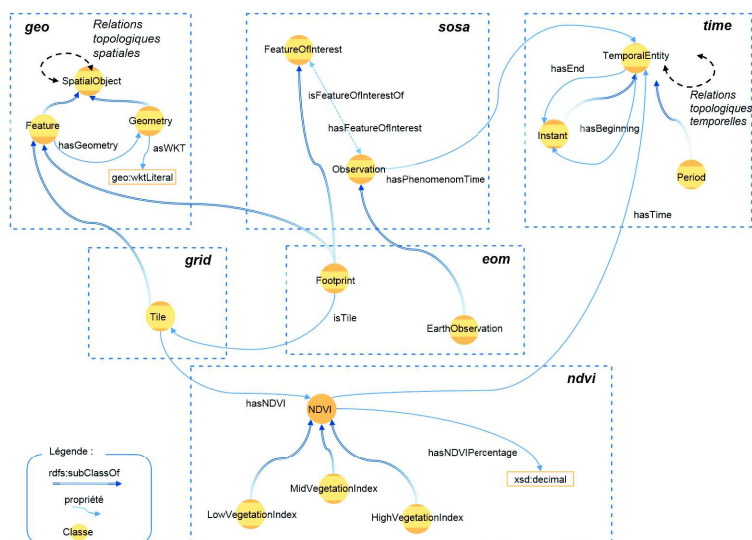 geo
Relations
topologiques
spatiales
SpatialObject
Feature
Geometry
hasGeometry
asWKT
geo:wktLiteral
sosa
FeatureOfInterest
isFeatureOfInterestOf
hasFeatureOfInterest
Observation
hasPhenomenomTime
time
TemporalEntity
hasEnd
Relations
topologiques
temporelles
Instant
hasBeginning
Period
hasTime
grid
Tile
eom
Footprint
isTile
EarthObservation
ndvi
hasNDVI
NDVI
hasNDVIPercentage
xsd:decimal
MidVegetationIndex
LowVegetationIndex
HighVegetationIndex
Légende :
rdfs:subClassOf
propriété
Classe